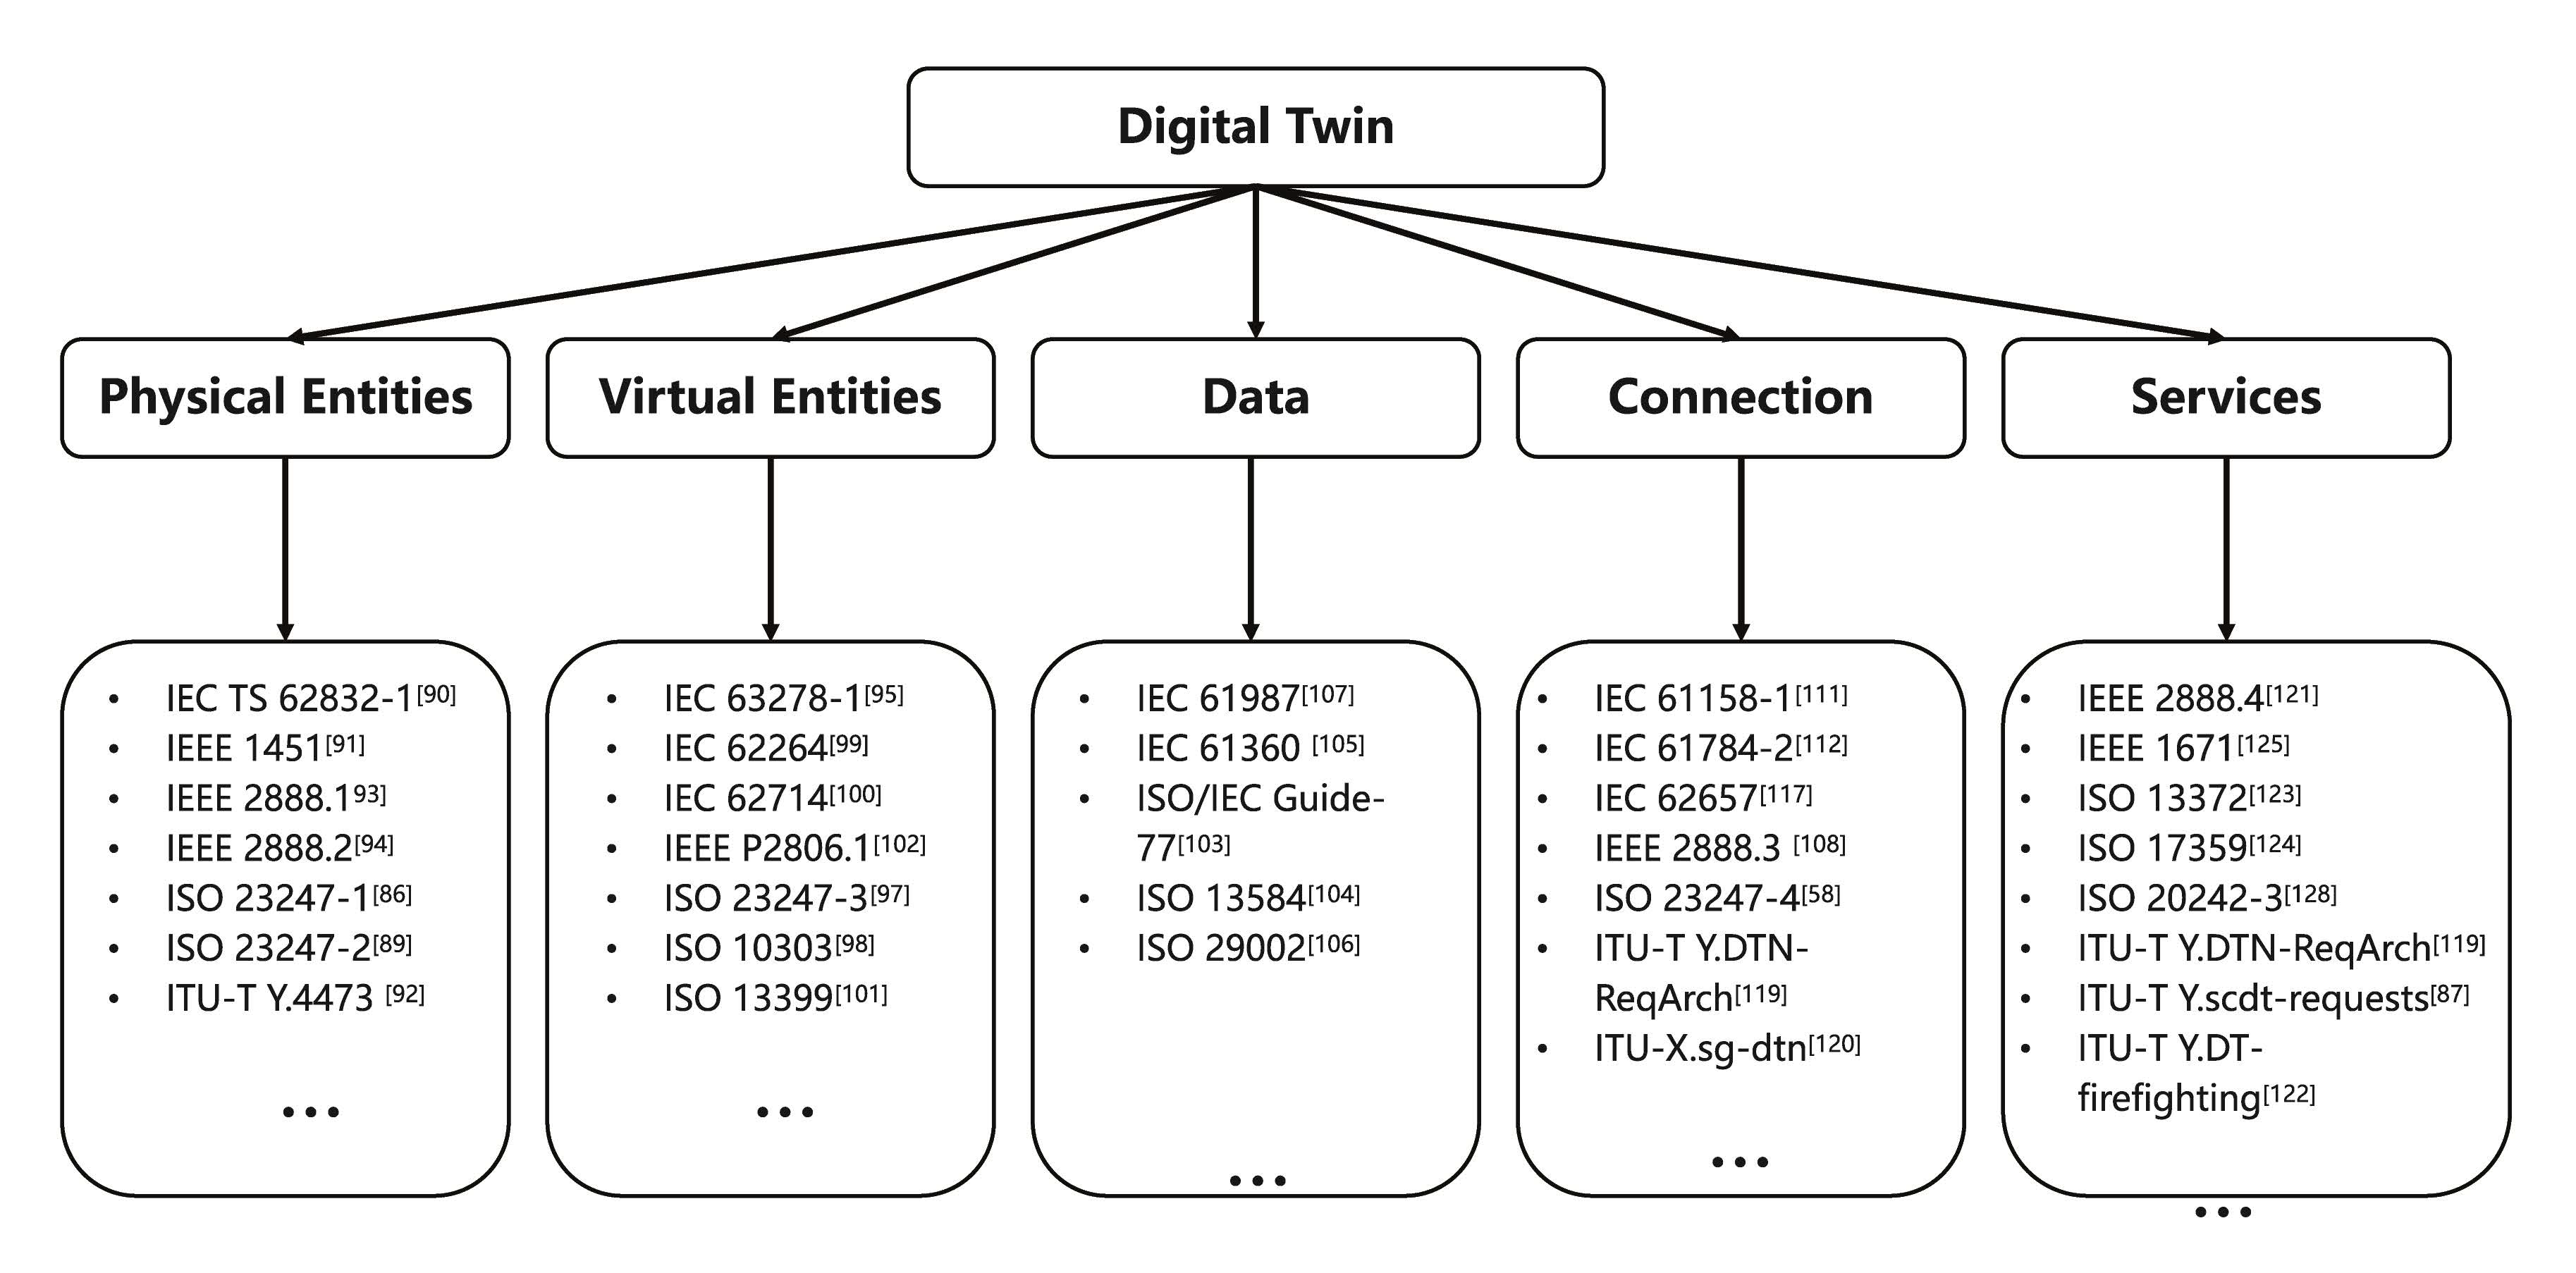 Digital Twin
Physical Entities
Virtual Entities
Data
Connection
Services
• IEC TS 62832-1[90]
• IEEE 1451[91]
• IEEE 2888.193]
• IEEE 2888.2[94]
• ISO 23247-1[86]
• ISO 23247-2[89]
• ITU-T Y.4473 [92]
...
• IEC 63278-1[95]
• IEC 62264[99]
• IEC 62714[100]
• IEEE P2806.1[102]
• ISO 23247-3[97]
• ISO 10303[98]
• ISO 13399[101]
...
• IEC 61987[107]
• IEC 61360 [105]
• ISO/IEC Guide-
77[103]
• ISO 13584[104]
• ISO 29002[106]
...
• IEC 61158-1[111]
• IEC 61784-2[112]
• IEC 62657[117]
• IEEE 2888.3 [108]
• ISO 23247-4[58]
• ITU-T Y.DTN-
ReqArch[119]
• ITU-X.sg-dtn[120]
...
• IEEE 2888.4[121]
• IEEE 1671[125]
• ISO 13372[123]
• ISO 17359[124]
• ISO 20242-3[128]
• ITU-T Y.DTN-ReqArch[119]
• ITU-T Y.scdt-requests[87]
• ITU-T Y.DT-
firefighting[122]
...